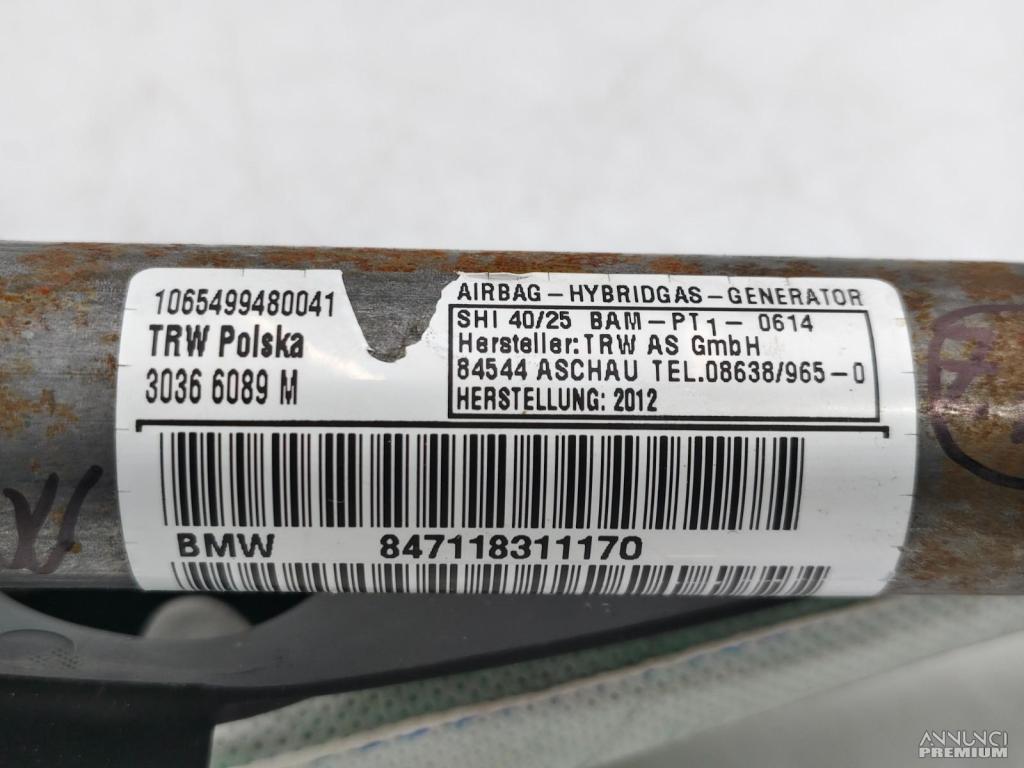 1065499480041
TRW Polska
3036 6089 M
AIRBAG-HYBRIDGAS-GENERATOR
SHI 40/25 BAM-PT1-0614
Hersteller:TRW AS GmbH
84544 ASCHAU TEL.08638/965-0
HERSTELLUNG: 2012
BMW 847118311170
ANNUNCI
PREMIUM